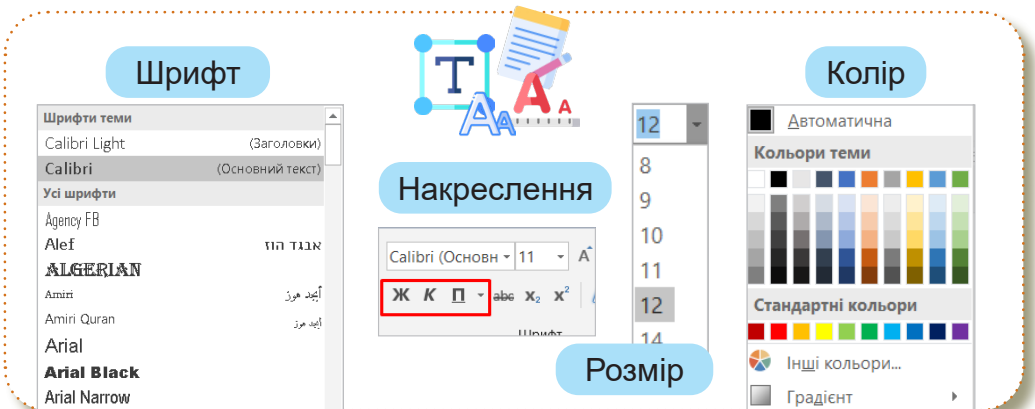 Шрифт
Шрифти теми
Calibri Light (Заголовки)
Calibri (Основний текст)
Усі шрифти
Agency FB
Alef אבגד הוז
ALGERIAN
Amiri أبجد هوز
Amiri Quran أبجد هوز
Arial
Arial Black
Arial Narrow
T
A
A
A
A
Накреслення
Calibri (Основн 11 A
Ж К П abc x₂ x²
Шрифт
12
8
9
10
11
12
14
Розмір
Колір
Автоматична
Кольори теми
Стандартні кольори
Інші кольори...
Градієнт